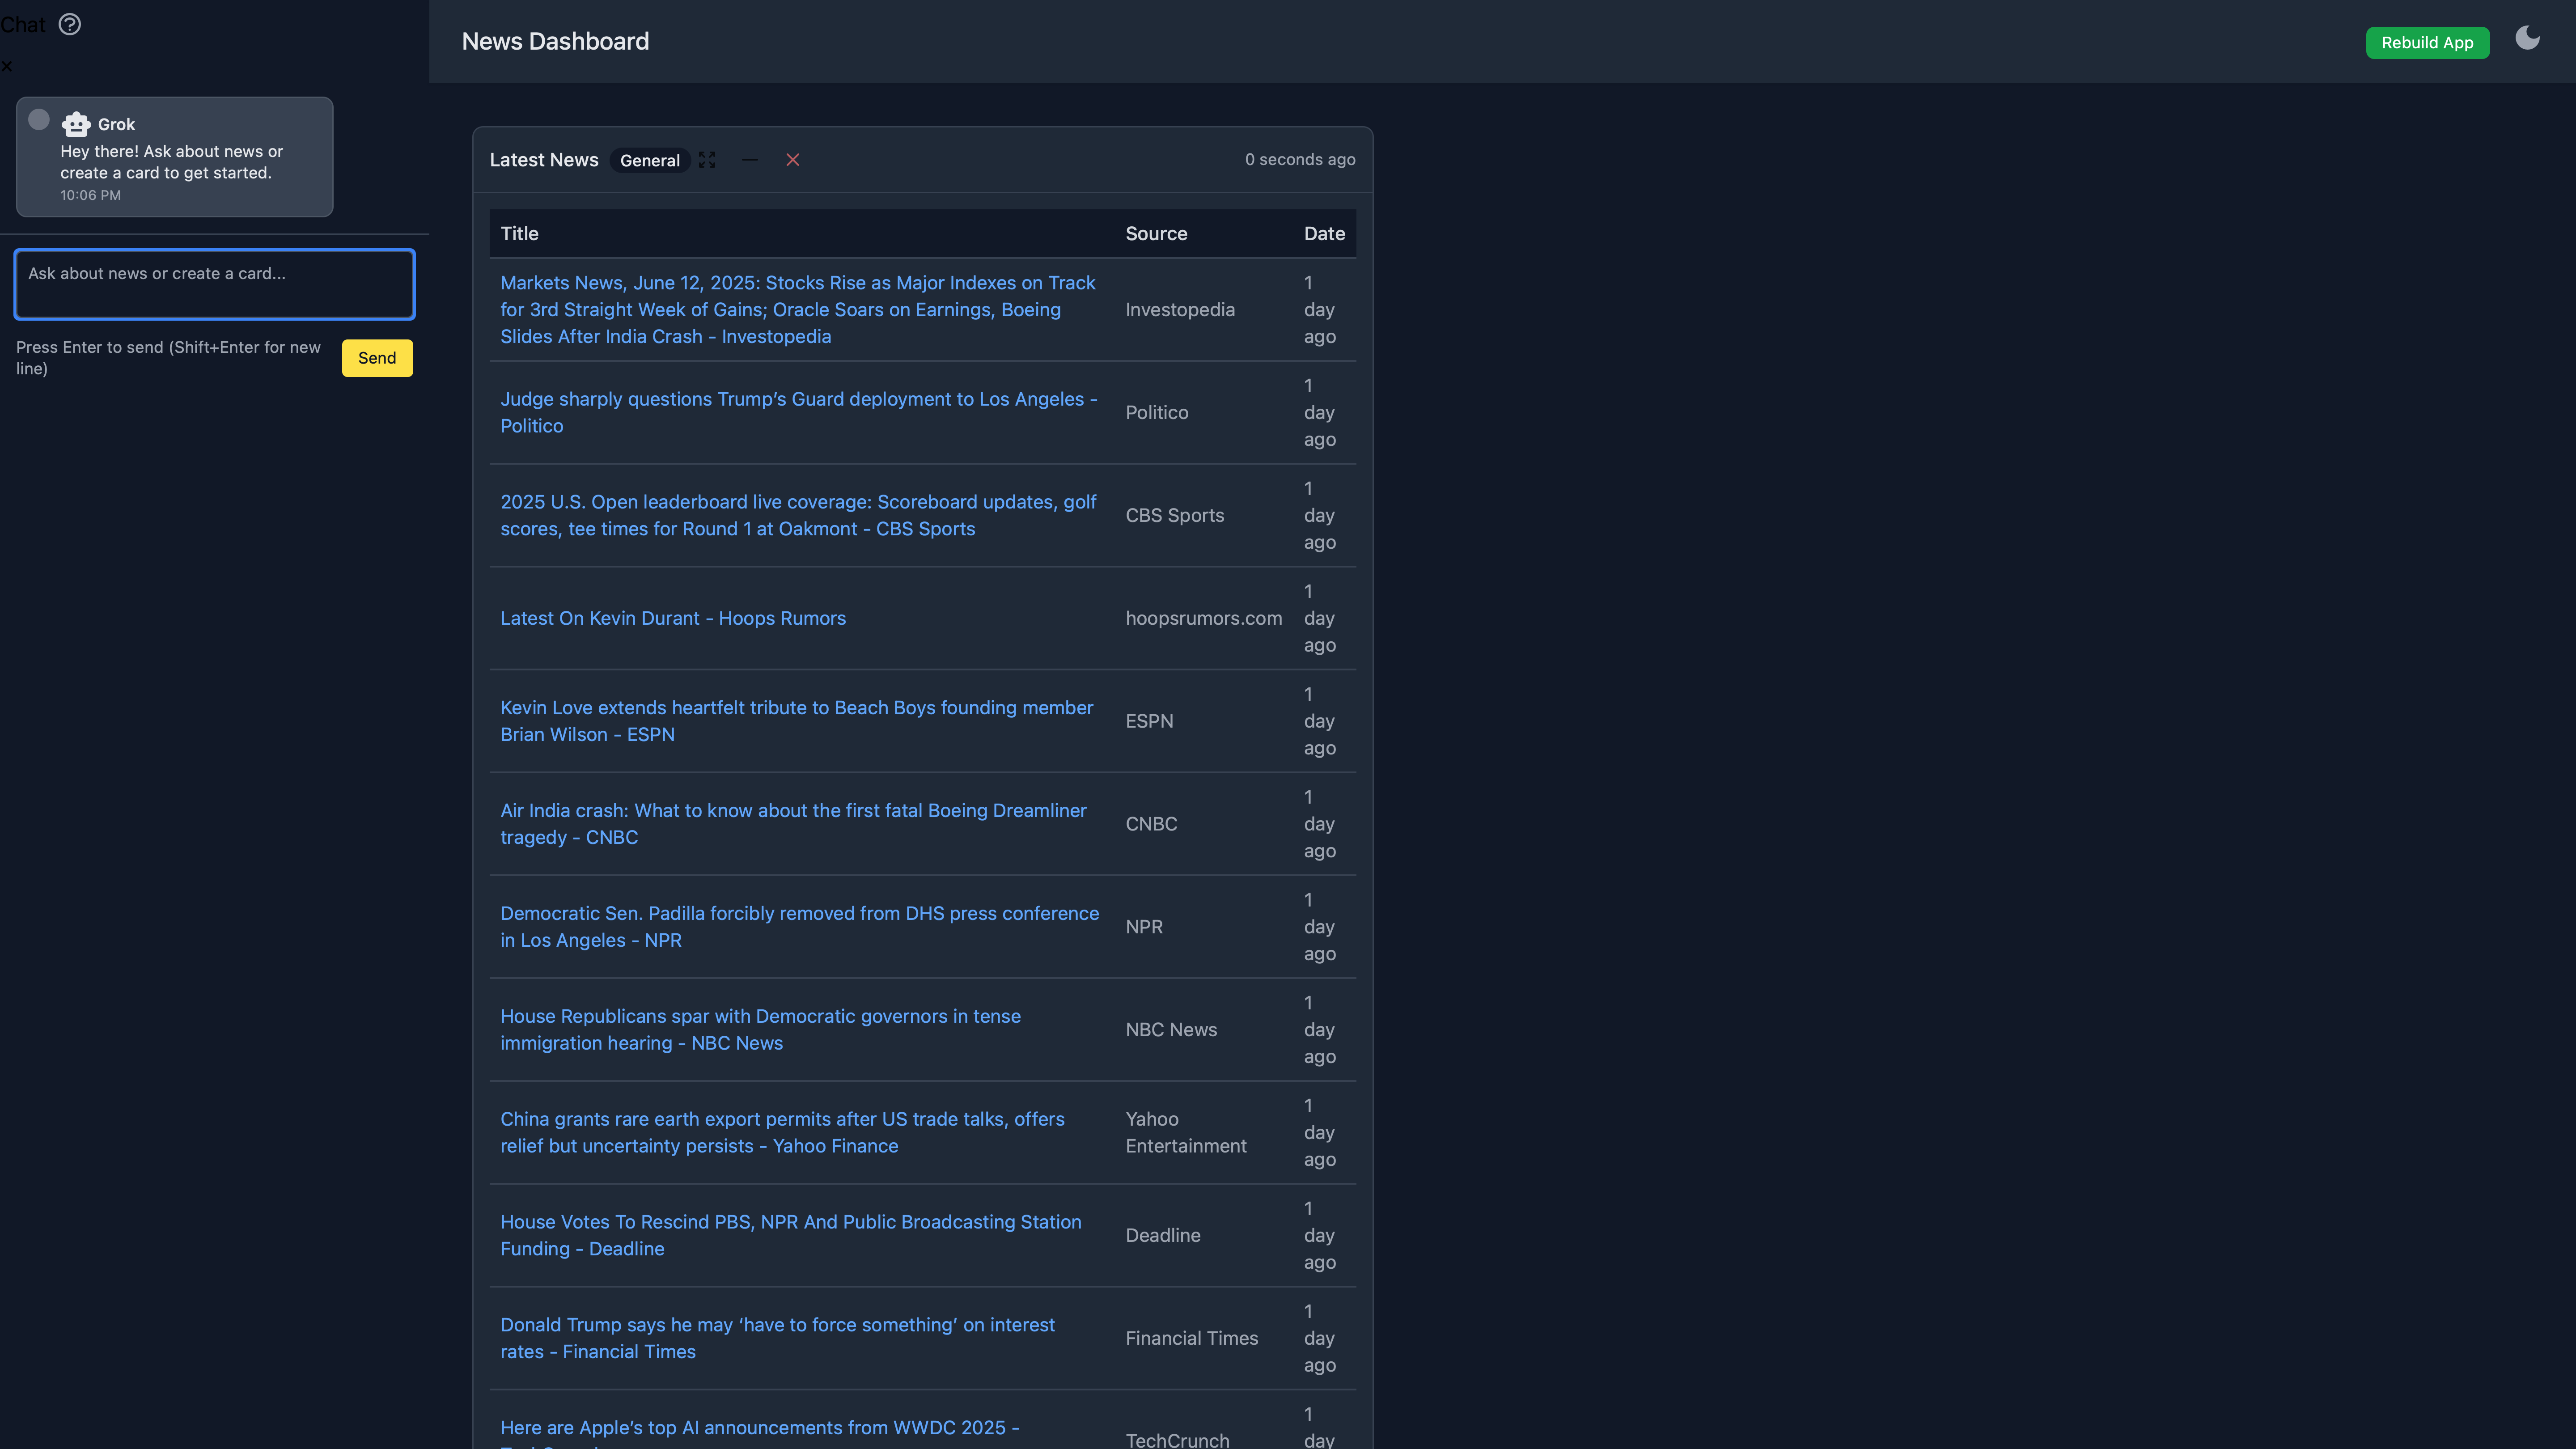 Chat
×
Grok
Hey there! Ask about news or
create a card to get started.
10:06 PM
Ask about news or create a card...
Press Enter to send (Shift+Enter for new
line)
Send
News Dashboard
Rebuild App
Latest News General
0 seconds ago
Title Source Date
Markets News, June 12, 2025: Stocks Rise as Major Indexes on Track
for 3rd Straight Week of Gains; Oracle Soars on Earnings, Boeing
Slides After India Crash - Investopedia
Investopedia
1
day
ago
Judge sharply questions Trump’s Guard deployment to Los Angeles -
Politico
Politico
1
day
ago
2025 U.S. Open leaderboard live coverage: Scoreboard updates, golf
scores, tee times for Round 1 at Oakmont - CBS Sports
CBS Sports
1
day
ago
Latest On Kevin Durant - Hoops Rumors
hoopsrumors.com
1
day
ago
Kevin Love extends heartfelt tribute to Beach Boys founding member
Brian Wilson - ESPN
ESPN
1
day
ago
Air India crash: What to know about the first fatal Boeing Dreamliner
tragedy - CNBC
CNBC
1
day
ago
Democratic Sen. Padilla forcibly removed from DHS press conference
in Los Angeles - NPR
NPR
1
day
ago
House Republicans spar with Democratic governors in tense
immigration hearing - NBC News
NBC News
1
day
ago
China grants rare earth export permits after US trade talks, offers
relief but uncertainty persists - Yahoo Finance
Yahoo
Entertainment
1
day
ago
House Votes To Rescind PBS, NPR And Public Broadcasting Station
Funding - Deadline
Deadline
1
day
ago
Donald Trump says he may ‘have to force something’ on interest
rates - Financial Times
Financial Times
1
day
ago
Here are Apple’s top AI announcements from WWDC 2025 -
TechCrunch
1
day